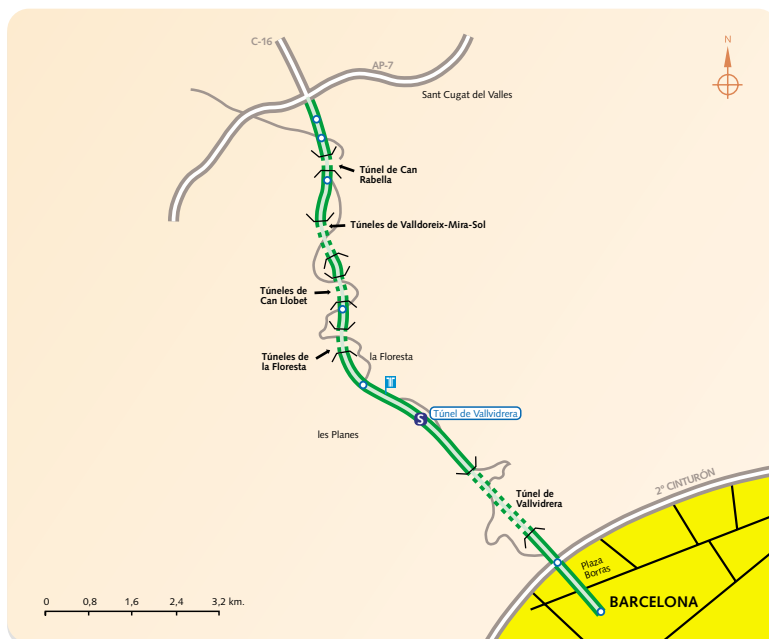 C-16
N
AP-7
Sant Cugat del Valles
Túnel de Can
Rabella
Túneles de Valldoreix-Mira-Sol
Túneles de
Can Llobet
Túneles de
la Floresta
la Floresta
T
S
Túnel de Vallvidrera
les Planes
2º CINTURÓN
Túnel de
Vallvidrera
Plaza
Borras
BARCELONA
0 0,8 1,6 2,4 3,2 km.